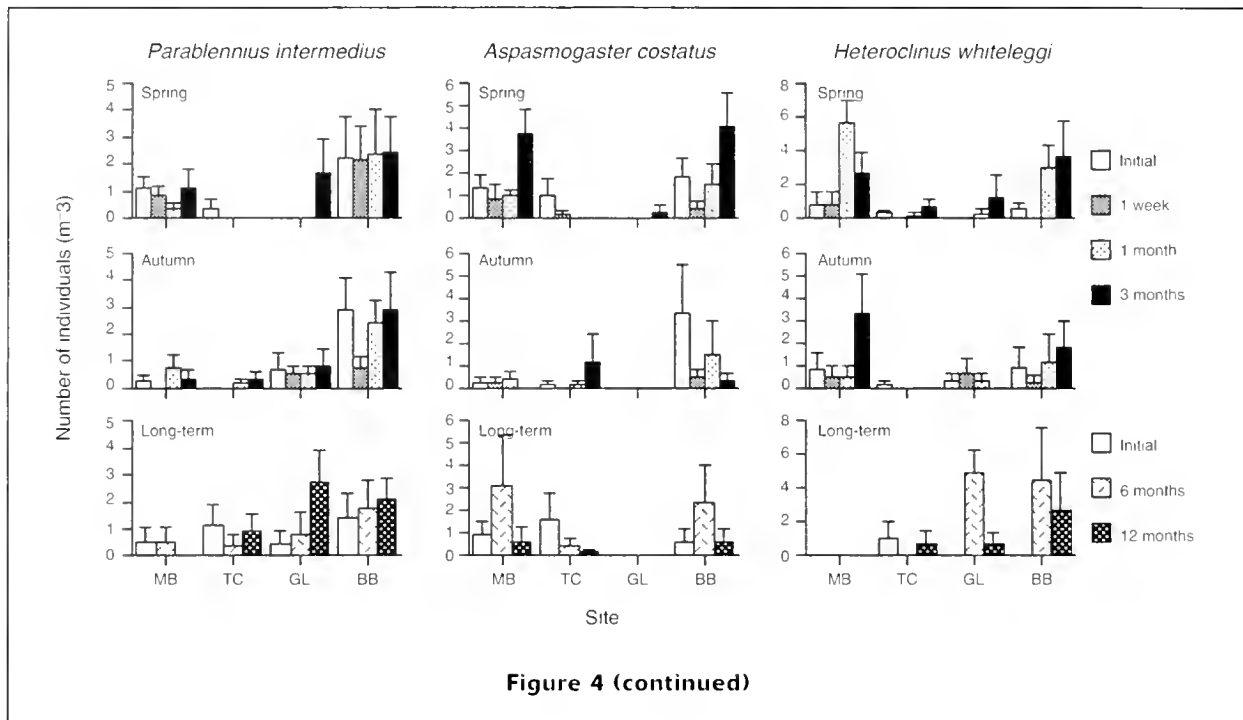 Parablennius intermedius
Aspasmogaster costatus
Heteroclinus whiteleggi
Number of individuals (m−3)
5
4
3
2
1
0
Spring
6
5
4
3
2
1
0
Spring
8
6
4
2
0
Spring
Initial
1 week
1 month
3 months
5
4
3
2
1
0
Autumn
6
5
4
3
2
1
0
Autumn
6
5
4
3
2
1
0
Autumn
5
4
3
2
1
0
Long-term
6
5
4
3
2
1
0
Long-term
8
6
4
2
0
Long-term
Initial
6 months
12 months
MB TC GL BB
MB TC GL BB
MB TC GL BB
Site
Figure 4 (continued)